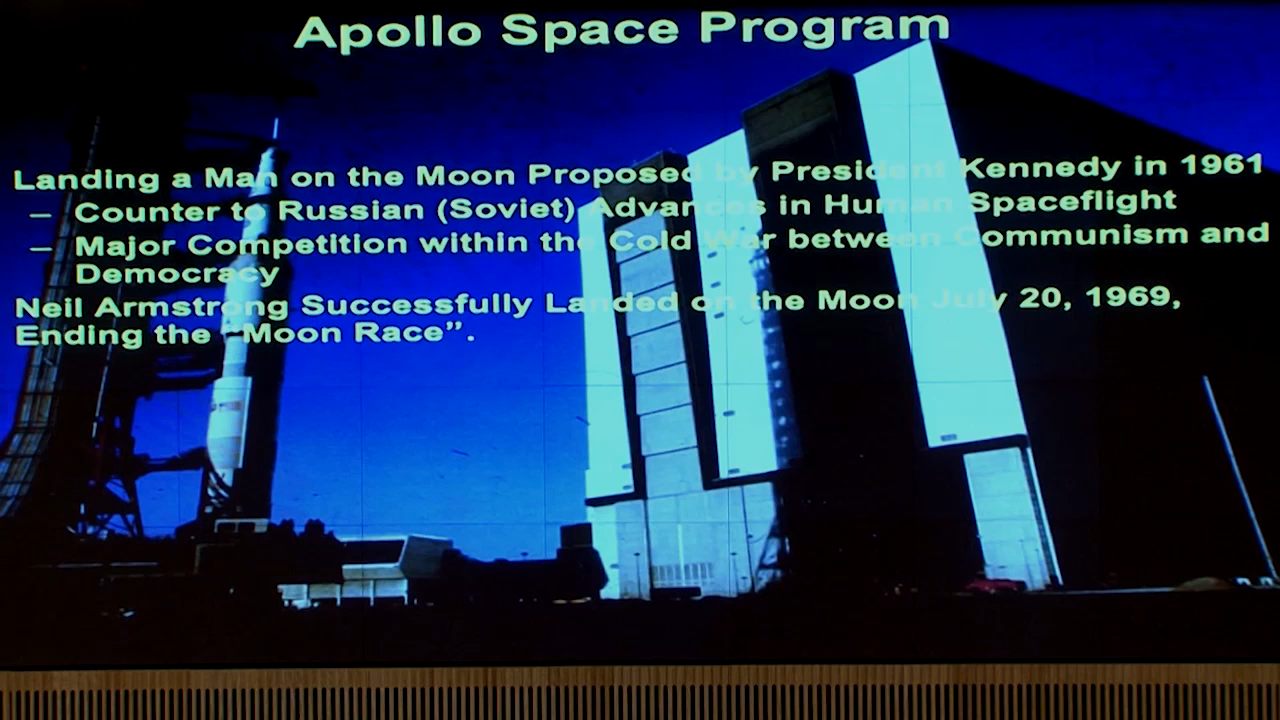 Apollo Space Program
Landing a Man on the Moon Proposed by President Kennedy in 1961
– Counter to Russian (Soviet) Advances in Human Spaceflight
– Major Competition within the Cold War between Communism and
Democracy
Neil Armstrong Successfully Landed on the Moon July 20, 1969,
Ending the “Moon Race”.